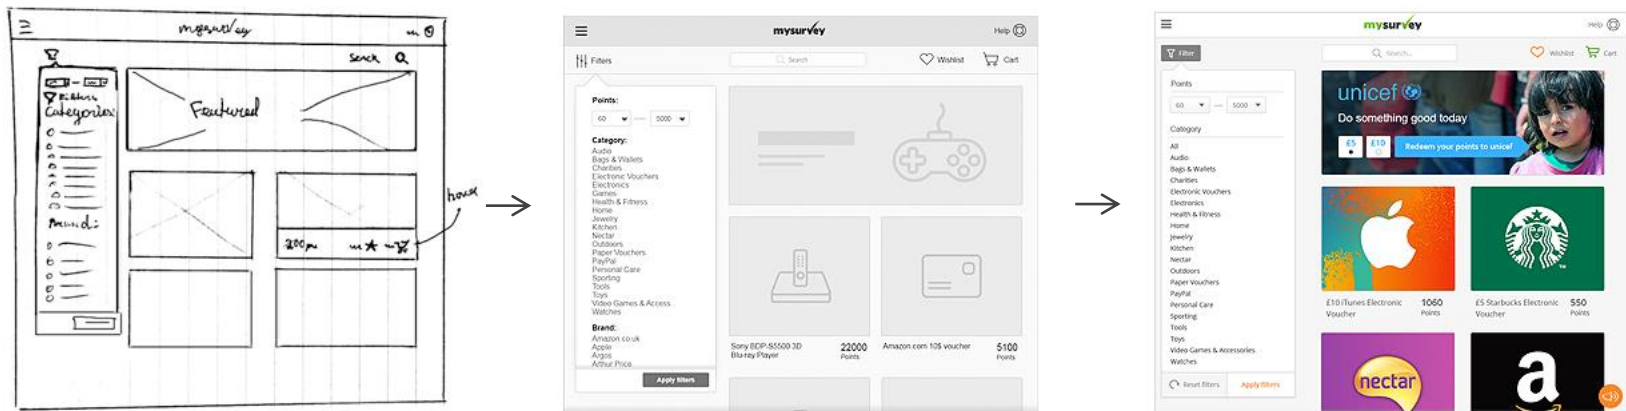 mysurvey
Search
Filters
Categories:
Featured
Brand:
200 pts
hover
mysurvey
Help
Filters
Search
Wishlist
Cart
Points:
60
5000
Category:
Audio
Bags & Wallets
Charities
Electronic Vouchers
Electronics
Games
Health & Fitness
Home
Jewelry
Kitchen
Nectar
Outdoors
Paper Vouchers
PayPal
Personal Care
Sporting
Tools
Toys
Video Games & Access.
Watches
Brand:
Amazon co.uk
Apple
Argos
Arthur Price
Apply filters
Sony BDP-S5500 3D
Blu-ray Player
22000
Points
Amazon.com 10$ voucher
5100
Points
mysurvey
Help
Filter
Search...
Wishlist
Cart
Points
60
5000
Category
All
Audio
Bags & Wallets
Charities
Electronic Vouchers
Electronics
Health & Fitness
Home
Jewelry
Kitchen
Nectar
Outdoors
Paper Vouchers
PayPal
Personal Care
Sporting
Tools
Toys
Video Games & Accessories
Watches
Reset filters
Apply filters
unicef
Do something good today
£5
£10
Redeem your points to unicef
£10 iTunes Electronic
Voucher
1060
Points
£5 Starbucks Electronic
Voucher
550
Points
nectar
a